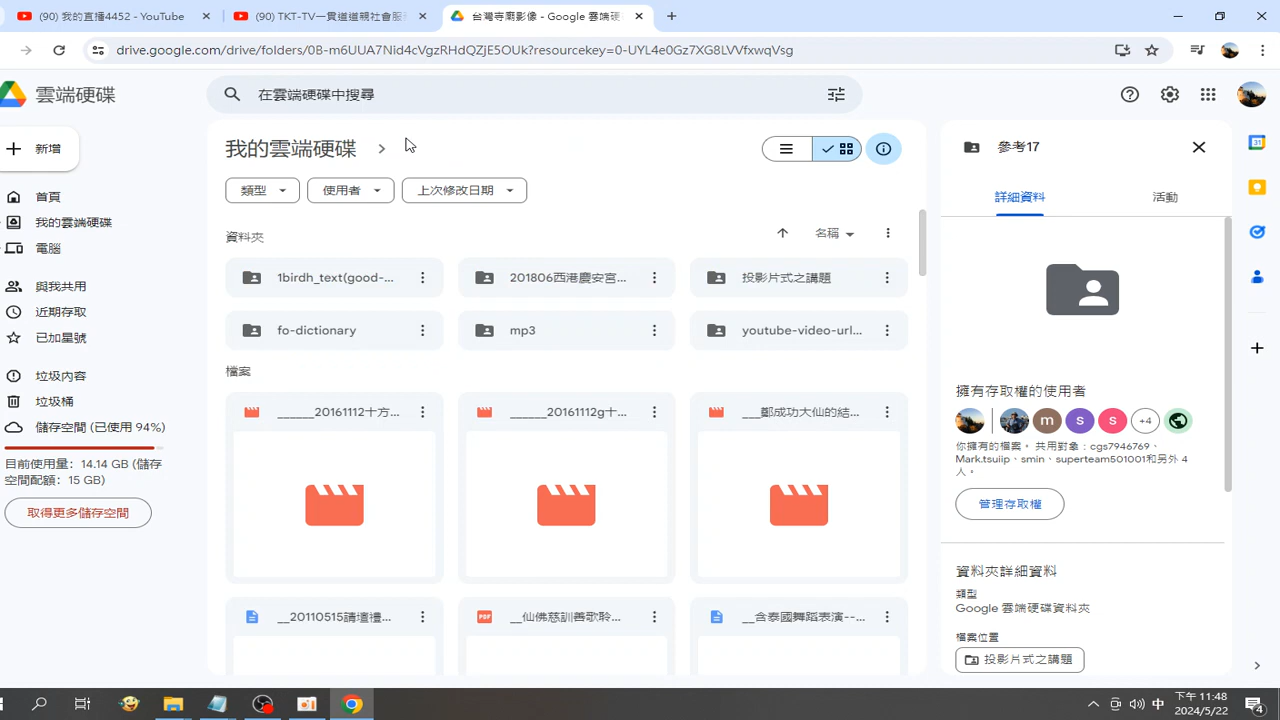 (90) 我的直播4452 - YouTube
(90) TKT-TV一貫道道親社會服
台灣寺廟影像 - Google 雲端硬
drive.google.com/drive/folders/0B-m6UUA7Nid4cVgzRHdQZjE5OUk?resourcekey=0-UYL4e0Gz7XG8LVVfxwqVsg
雲端硬碟
在雲端硬碟中搜尋
新增
首頁
我的雲端硬碟
電腦
與我共用
近期存取
已加星號
垃圾內容
垃圾桶
儲存空間 (已使用 94%)
目前使用量：14.14 GB (儲存
空間配額：15 GB)
取得更多儲存空間
我的雲端硬碟
類型
使用者
上次修改日期
資料夾
名稱
1birdh_text(good-...
201806西港慶安宮...
投影片式之講題
fo-dictionary
mp3
youtube-video-url...
檔案
______20161112十方...
______20161112g十...
___鄭成功大仙的結...
__20110515請壇禮...
PDF
__仙佛慈訓善歌聆...
__含泰國舞蹈表演--...
參考17
詳細資料
活動
擁有存取權的使用者
m
s
s
+4
你擁有的檔案。 共用對象：cgs7946769、
Mark.tsuiip、smin、superteam501001和另外 4
人。
管理存取權
資料夾詳細資料
類型
Google 雲端硬碟資料夾
檔案位置
投影片式之講題
31
中
下午 11:48
2024/5/22
4